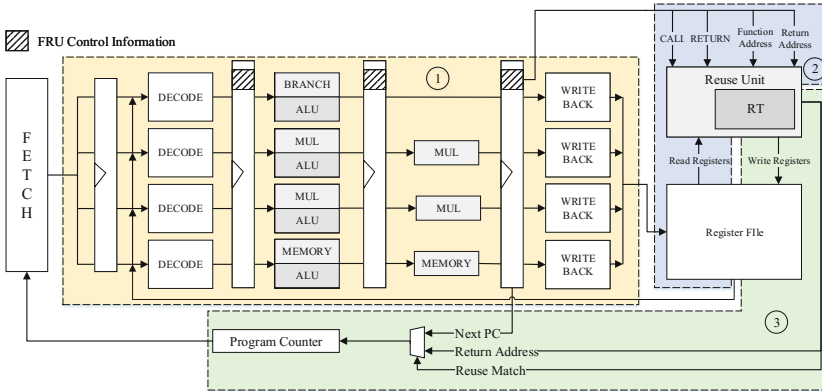 FRU Control Information
CALL
RETURN
Function
Address
Return
Address
1
2
Reuse Unit
RT
FETCH
DECODE
BRANCH
ALU
WRITE
BACK
DECODE
MUL
ALU
MUL
WRITE
BACK
Read Registers
Write Registers
DECODE
MUL
ALU
MUL
WRITE
BACK
Register FIle
DECODE
MEMORY
ALU
MEMORY
WRITE
BACK
3
Program Counter
Next PC
Return Address
Reuse Match